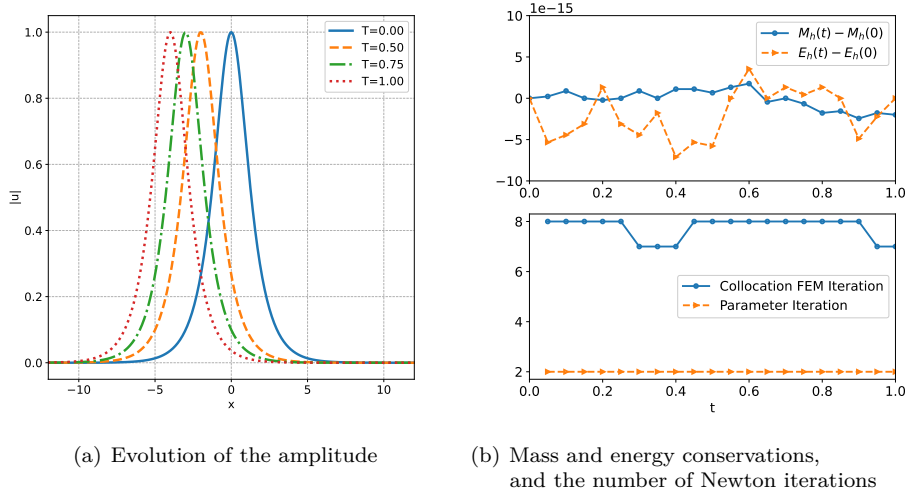 1.0
0.8
0.6
0.4
0.2
0.0
|u|
−10
−5
0
5
10
x
T=0.00
T=0.50
T=0.75
T=1.00
1e−15
10
5
0
−5
−10
0.0
0.2
0.4
0.6
0.8
1.0
M_h(t) − M_h(0)
E_h(t) − E_h(0)
8
6
4
2
0.0
0.2
0.4
0.6
0.8
1.0
t
Collocation FEM Iteration
Parameter Iteration
(a) Evolution of the amplitude
(b) Mass and energy conservations,
and the number of Newton iterations